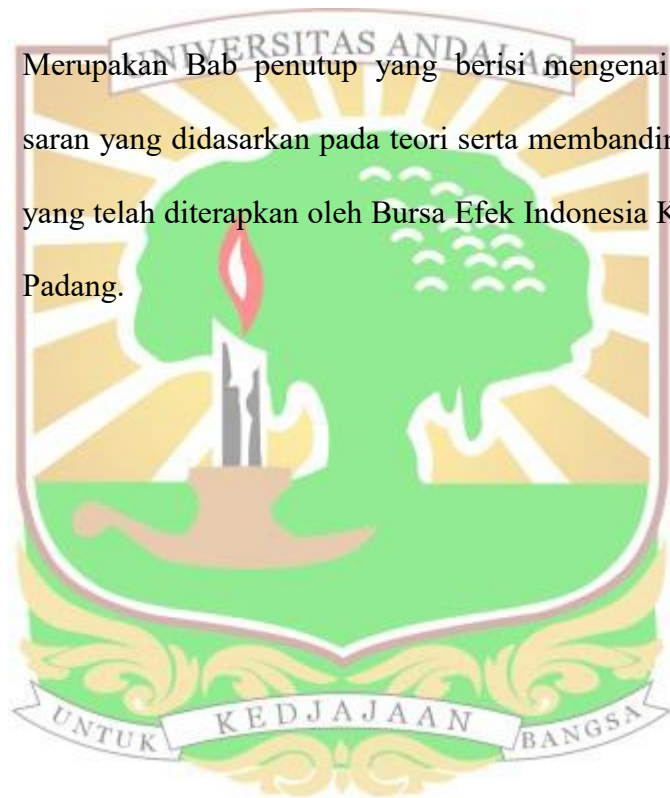 UNIVERSITAS ANDALAS
Merupakan Bab penutup yang berisi mengenai
saran yang didasarkan pada teori serta membandin
yang telah diterapkan oleh Bursa Efek Indonesia K
Padang.
UNTUK KEDJAJAAN BANGSA